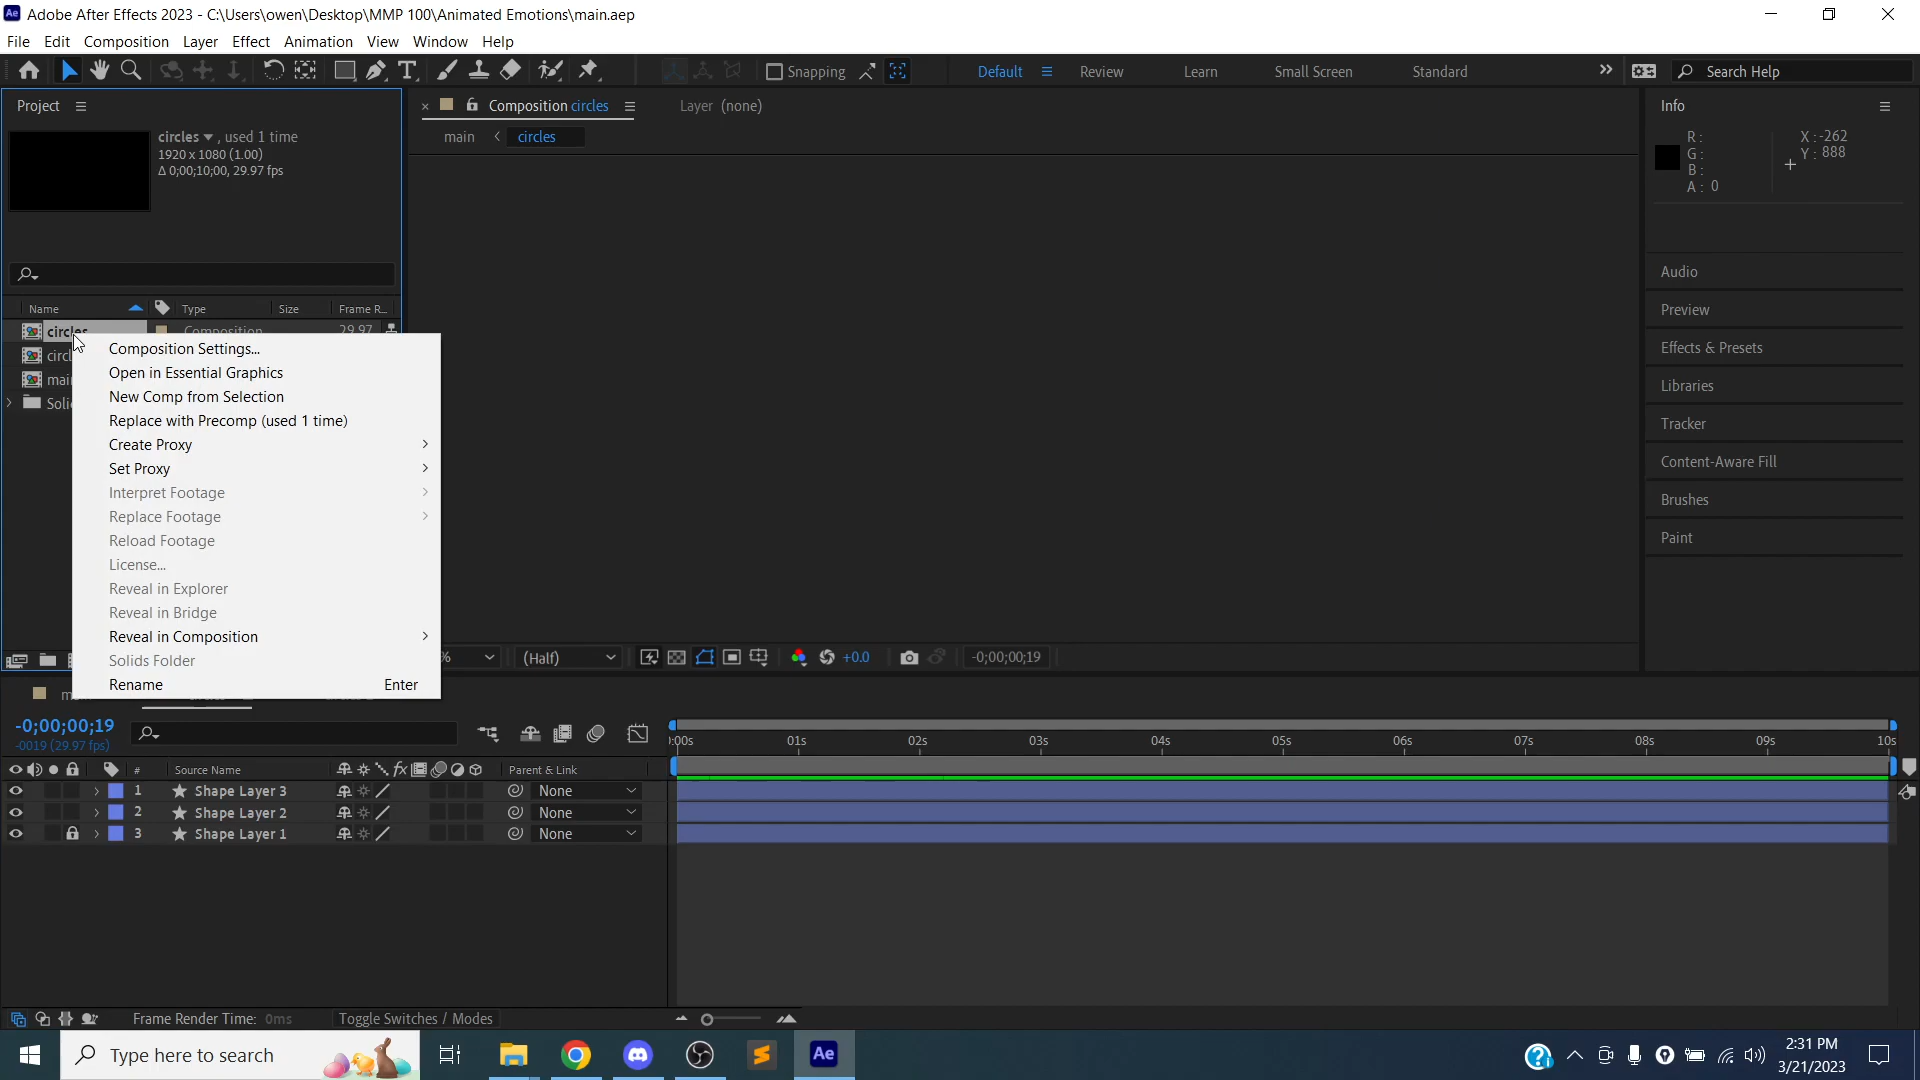 Ae Adobe After Effects 2023 - C:\Users\owen\Desktop\MMP 100\Animated Emotions\main.aep
File Edit Composition Layer Effect Animation View Window Help
Snapping Default Review Learn Small Screen Standard Search Help
Project
circles , used 1 time
1920 x 1080 (1.00)
Δ 0;00;10;00, 29.97 fps
Composition circles Layer (none)
main circles
Name Type Size Frame R...
circles Composition 29.97
circl
mai
Soli
Composition Settings...
Open in Essential Graphics
New Comp from Selection
Replace with Precomp (used 1 time)
Create Proxy
Set Proxy
Interpret Footage
Replace Footage
Reload Footage
License...
Reveal in Explorer
Reveal in Bridge
Reveal in Composition
Solids Folder
Rename Enter
% (Half) +0.0 -0;00;00;19
Info
R: X :-262
G: Y : 888
B:
A: 0
Audio
Preview
Effects & Presets
Libraries
Tracker
Content-Aware Fill
Brushes
Paint
-0;00;00;19
-0019 (29.97 fps)
:00s 01s 02s 03s 04s 05s 06s 07s 08s 09s 10s
# Source Name fx Parent & Link
1 Shape Layer 3 None
2 Shape Layer 2 None
3 Shape Layer 1 None
Frame Render Time: 0ms Toggle Switches / Modes
Type here to search Ae
2:31 PM
3/21/2023